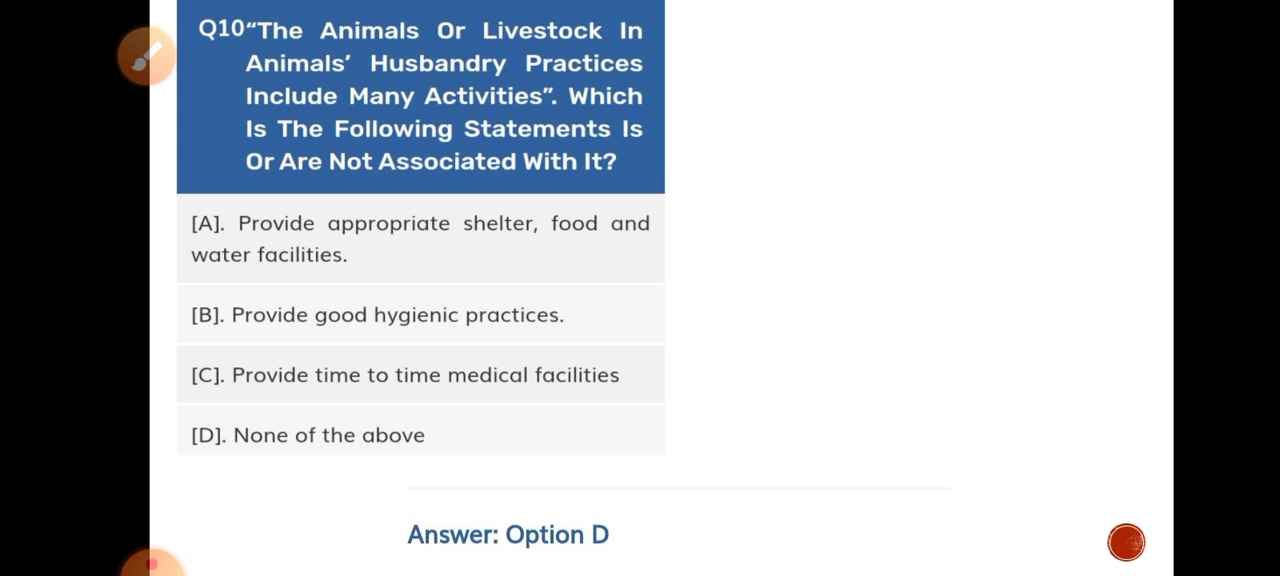 Q10 “The Animals Or Livestock In
Animals’ Husbandry Practices
Include Many Activities”. Which
Is The Following Statements Is
Or Are Not Associated With It?
[A]. Provide appropriate shelter, food and
water facilities.
[B]. Provide good hygienic practices.
[C]. Provide time to time medical facilities
[D]. None of the above
Answer: Option D